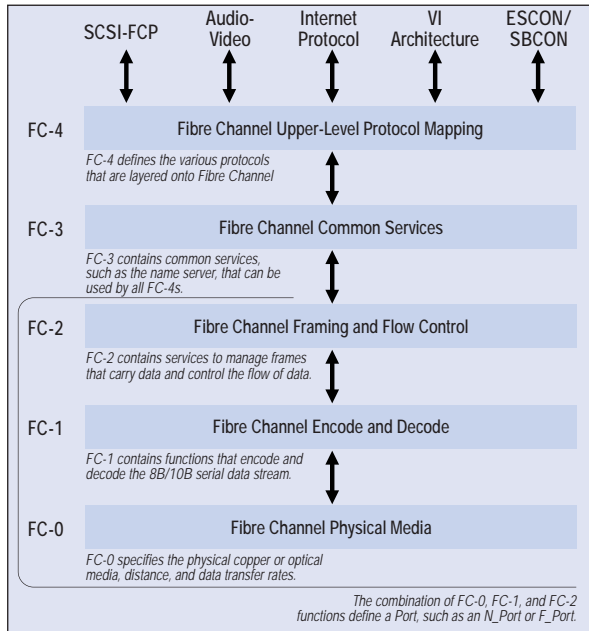 SCSI-FCP
Audio-
Video
Internet
Protocol
VI
Architecture
ESCON/
SBCON
FC-4
Fibre Channel Upper-Level Protocol Mapping
FC-4 defines the various protocols
that are layered onto Fibre Channel
FC-3
Fibre Channel Common Services
FC-3 contains common services,
such as the name server, that can be
used by all FC-4s.
FC-2
Fibre Channel Framing and Flow Control
FC-2 contains services to manage frames
that carry data and control the flow of data.
FC-1
Fibre Channel Encode and Decode
FC-1 contains functions that encode and
decode the 8B/10B serial data stream.
FC-0
Fibre Channel Physical Media
FC-0 specifies the physical copper or optical
media, distance, and data transfer rates.
The combination of FC-0, FC-1, and FC-2
functions define a Port, such as an N_Port or F_Port.